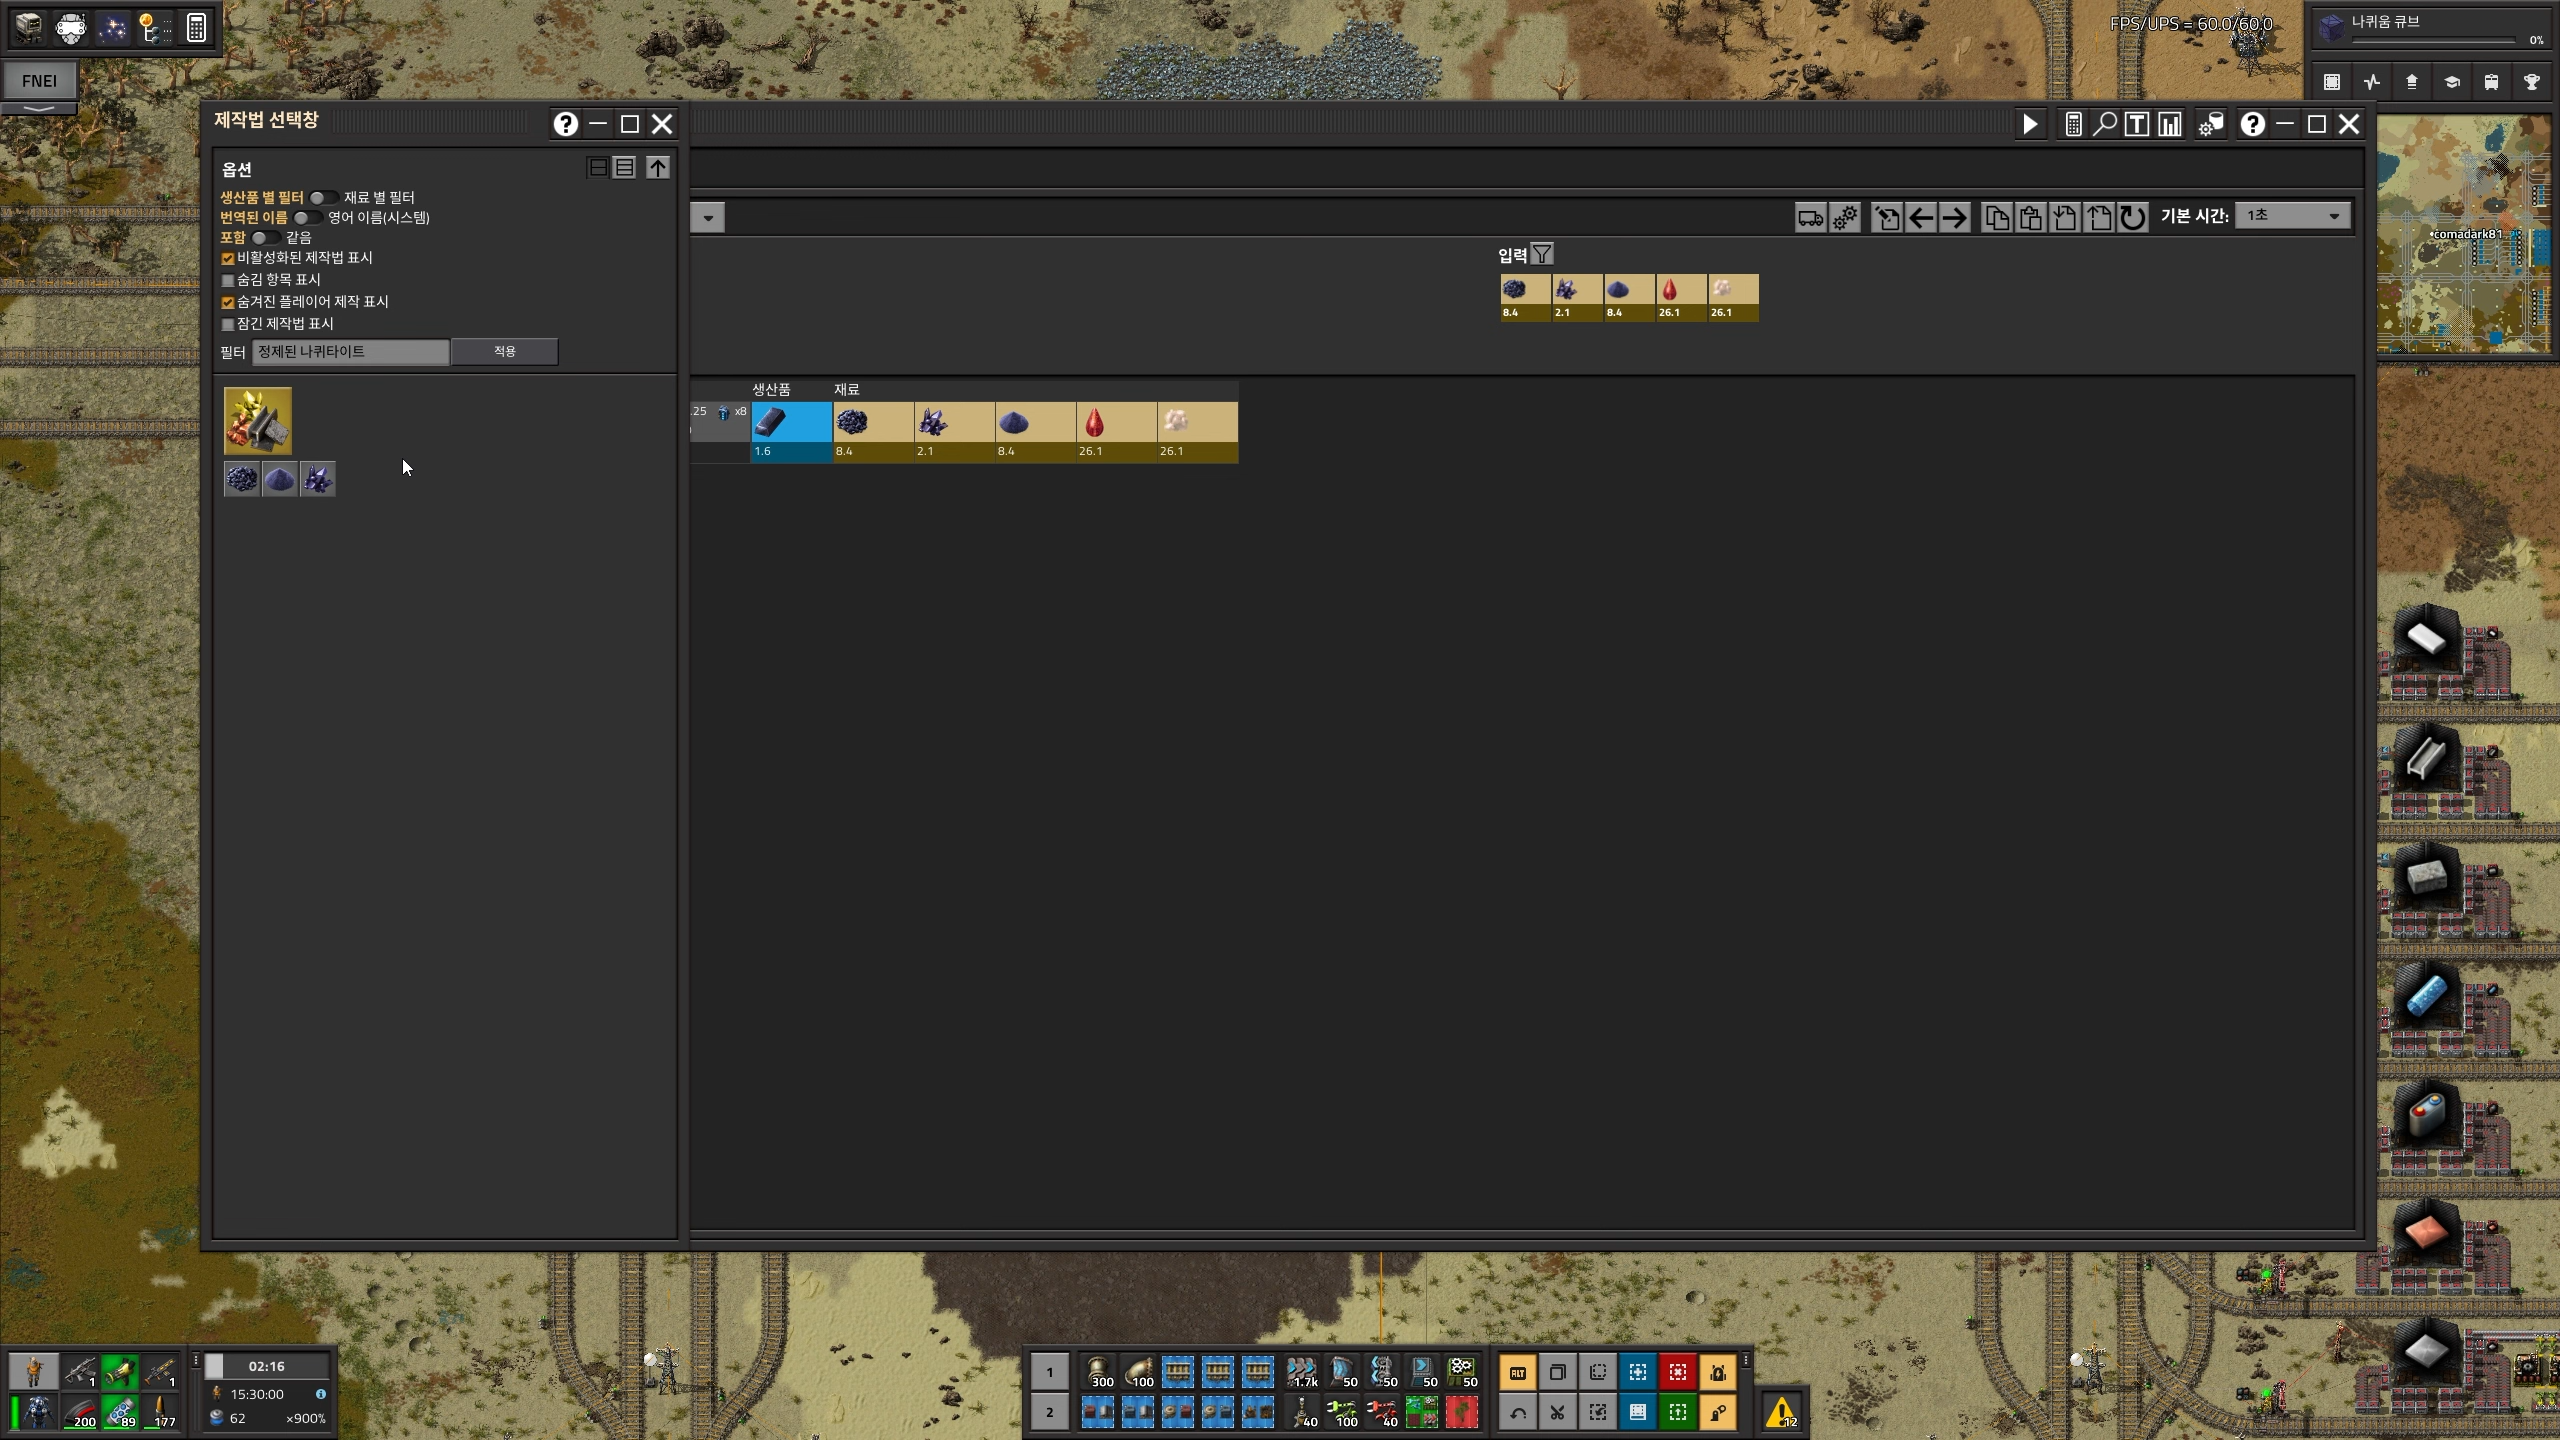 FPS/UPS = 60.0/60.0
나퀴움 큐브
0%
FNEI
제작법 선택창
옵션
생산품 별 필터 재료 별 필터
번역된 이름 영어 이름(시스템)
포함 같음
비활성화된 제작법 표시
숨김 항목 표시
숨겨진 플레이어 제작 표시
잠긴 제작법 표시
필터 정제된 나퀴타이트 적용
기본 시간: 1초
입력
8.4 2.1 8.4 26.1 26.1
생산품 재료
.25 x8
1.6 8.4 2.1 8.4 26.1 26.1
•comadark81
1 1
200 89 177
02:16
15:30:00
62 ×900%
1 300 100 1.7k 50 50 50 50
2 40 100 40
ALT
12